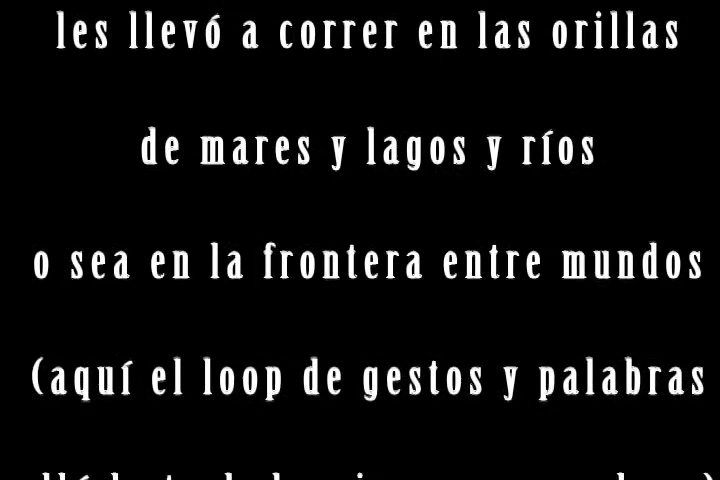 les llevó a correr en las orillas
de mares y lagos y ríos
o sea en la frontera entre mundos
(aquí el loop de gestos y palabras